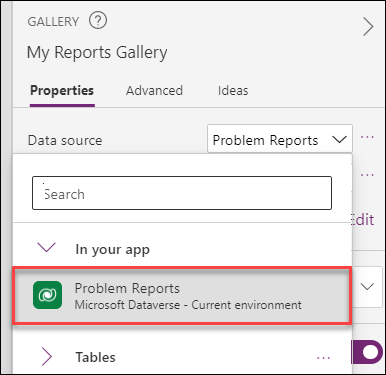 GALLERY ?
My Reports Gallery
Properties Advanced Ideas
Data source Problem Reports ...
...
Search
Edit
In your app
Problem Reports
Microsoft Dataverse - Current environment
Tables ...